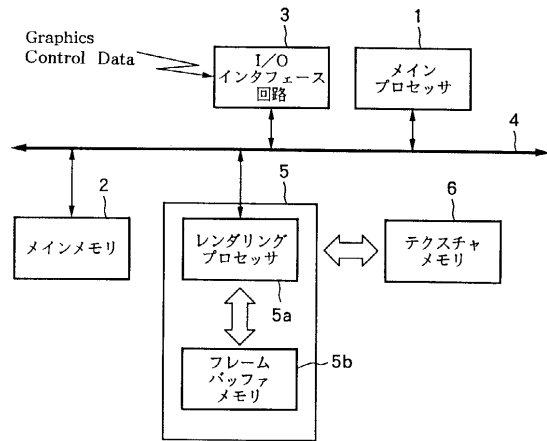 Graphics
Control Data
3
I/O
インタフェース
回路
1
メイン
プロセッサ
4
2
メインメモリ
5
レンダリング
プロセッサ
5a
6
テクスチャ
メモリ
フレーム
バッファ
メモリ
5b